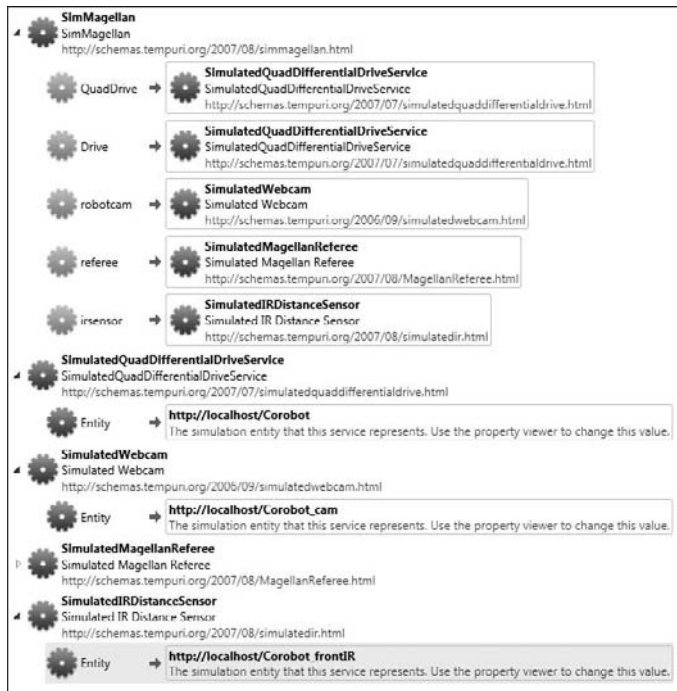 SimMagellan
SimMagellan
http://schemas.tempuri.org/2007/08/simmagellan.html
QuadDrive
SimulatedQuadDifferentialDriveService
SimulatedQuadDifferentialDriveService
http://schemas.tempuri.org/2007/07/simulatedquaddifferentialdrive.html
Drive
SimulatedQuadDifferentialDriveService
SimulatedQuadDifferentialDriveService
http://schemas.tempuri.org/2007/07/simulatedquaddifferentialdrive.html
robotcam
SimulatedWebcam
Simulated Webcam
http://schemas.tempuri.org/2006/09/simulatedwebcam.html
referee
SimulatedMagellanReferee
Simulated Magellan Referee
http://schemas.tempuri.org/2007/08/MagellanReferee.html
irsensor
SimulatedIRDistanceSensor
Simulated IR Distance Sensor
http://schemas.tempuri.org/2007/08/simulatedir.html
SimulatedQuadDifferentialDriveService
SimulatedQuadDifferentialDriveService
http://schemas.tempuri.org/2007/07/simulatedquaddifferentialdrive.html
Entity
http://localhost/Corobot
The simulation entity that this service represents. Use the property viewer to change this value.
SimulatedWebcam
Simulated Webcam
http://schemas.tempuri.org/2006/09/simulatedwebcam.html
Entity
http://localhost/Corobot_cam
The simulation entity that this service represents. Use the property viewer to change this value.
SimulatedMagellanReferee
Simulated Magellan Referee
http://schemas.tempuri.org/2007/08/MagellanReferee.html
SimulatedIRDistanceSensor
Simulated IR Distance Sensor
http://schemas.tempuri.org/2007/08/simulatedir.html
Entity
http://localhost/Corobot_frontIR
The simulation entity that this service represents. Use the property viewer to change this value.